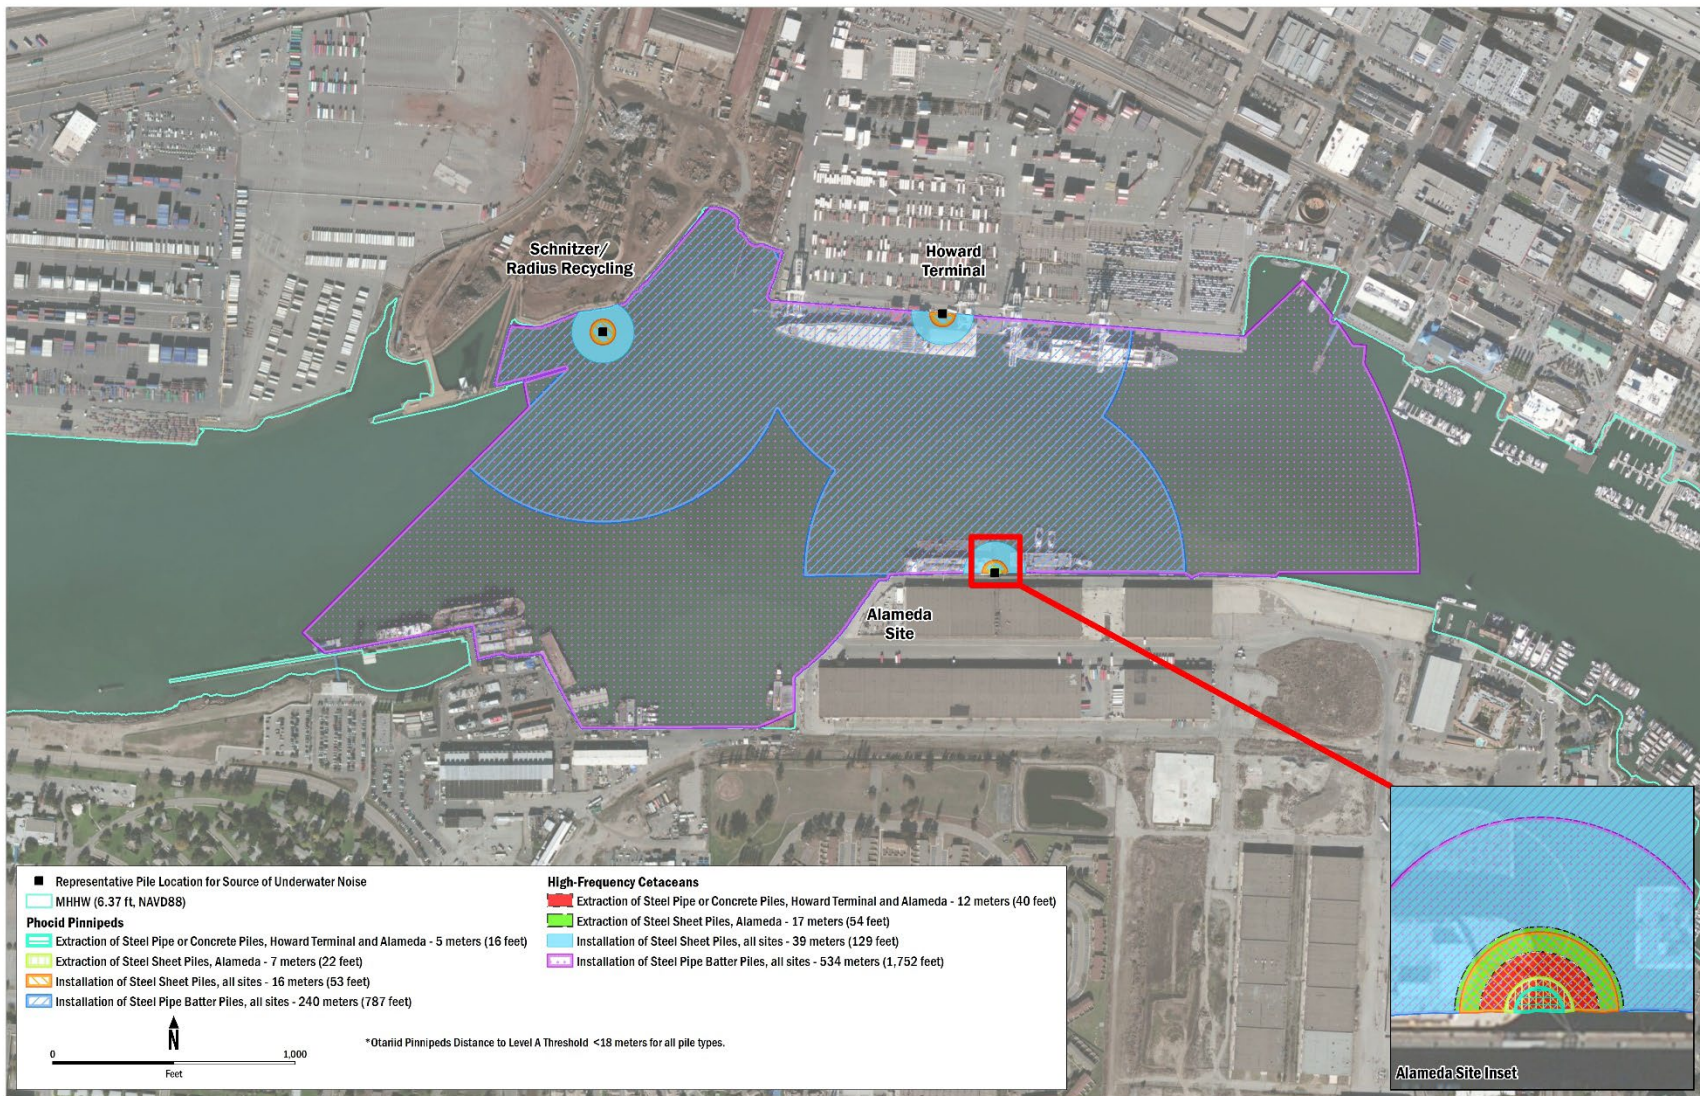 Schnitzer/
Radius Recycling
Howard
Terminal
Alameda
Site
Representative Pile Location for Source of Underwater Noise
MHHW (6.37 ft, NAVD88)
Phocid Pinnipeds
Extraction of Steel Pipe or Concrete Piles, Howard Terminal and Alameda - 5 meters (16 feet)
Extraction of Steel Sheet Piles, Alameda - 7 meters (22 feet)
Installation of Steel Sheet Piles, all sites - 16 meters (53 feet)
Installation of Steel Pipe Batter Piles, all sites - 240 meters (787 feet)
High-Frequency Cetaceans
Extraction of Steel Pipe or Concrete Piles, Howard Terminal and Alameda - 12 meters (40 feet)
Extraction of Steel Sheet Piles, Alameda - 17 meters (54 feet)
Installation of Steel Sheet Piles, all sites - 39 meters (129 feet)
Installation of Steel Pipe Batter Piles, all sites - 534 meters (1,752 feet)
N
0 1,000
Feet
*Otariid Pinnipeds Distance to Level A Threshold <18 meters for all pile types.
Alameda Site Inset